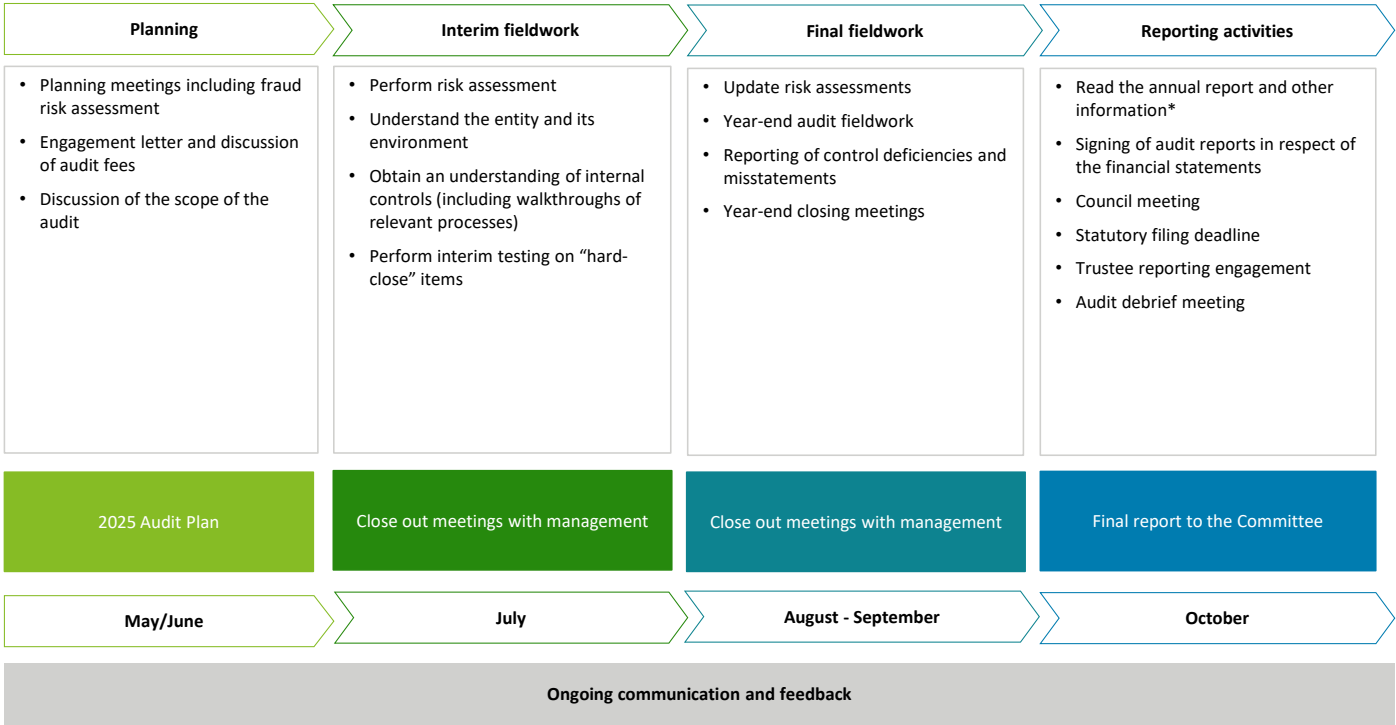 Planning
Interim fieldwork
Final fieldwork
Reporting activities
• Planning meetings including fraud
risk assessment
• Engagement letter and discussion
of audit fees
• Discussion of the scope of the
audit
• Perform risk assessment
• Understand the entity and its
environment
• Obtain an understanding of internal
controls (including walkthroughs of
relevant processes)
• Perform interim testing on “hard-
close” items
• Update risk assessments
• Year-end audit fieldwork
• Reporting of control deficiencies and
misstatements
• Year-end closing meetings
• Read the annual report and other
information*
• Signing of audit reports in respect of
the financial statements
• Council meeting
• Statutory filing deadline
• Trustee reporting engagement
• Audit debrief meeting
2025 Audit Plan
Close out meetings with management
Close out meetings with management
Final report to the Committee
May/June
July
August - September
October
Ongoing communication and feedback